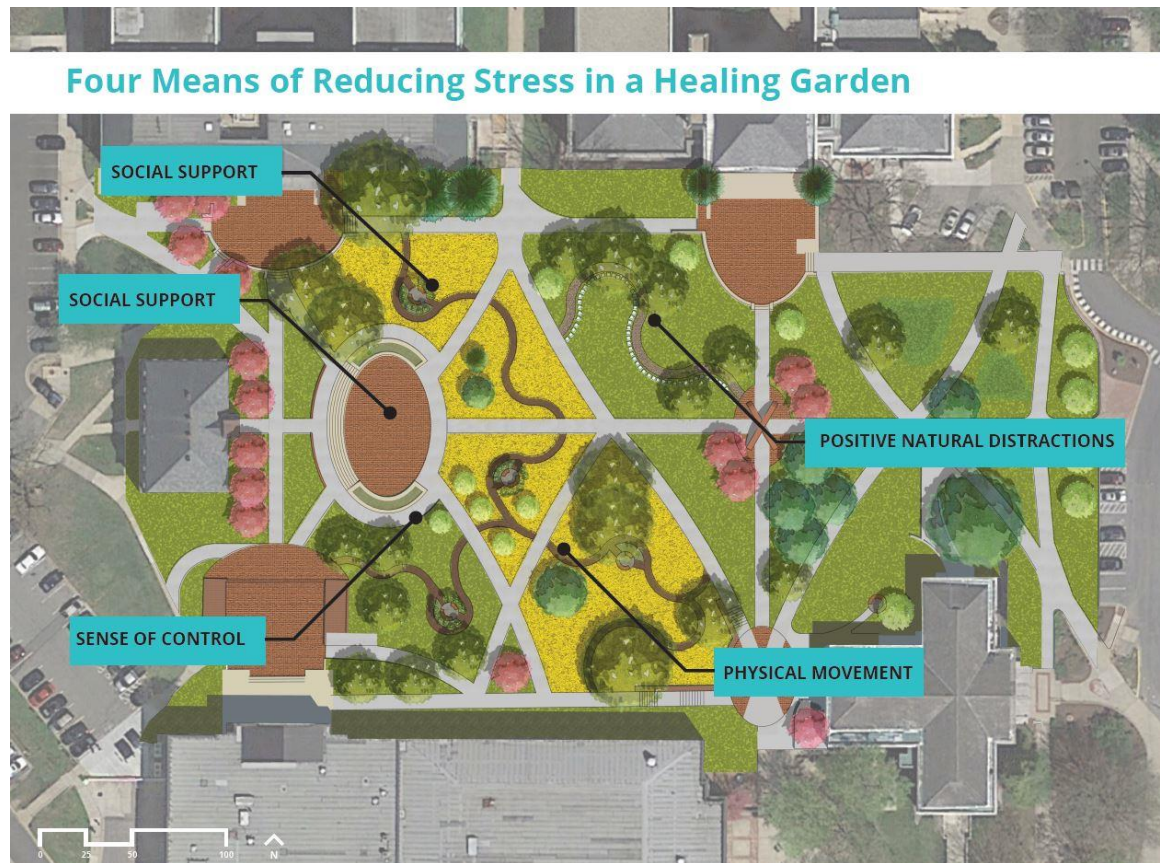 Four Means of Reducing Stress in a Healing Garden
SOCIAL SUPPORT
SOCIAL SUPPORT
POSITIVE NATURAL DISTRACTIONS
SENSE OF CONTROL
PHYSICAL MOVEMENT
0 25 50 100 N